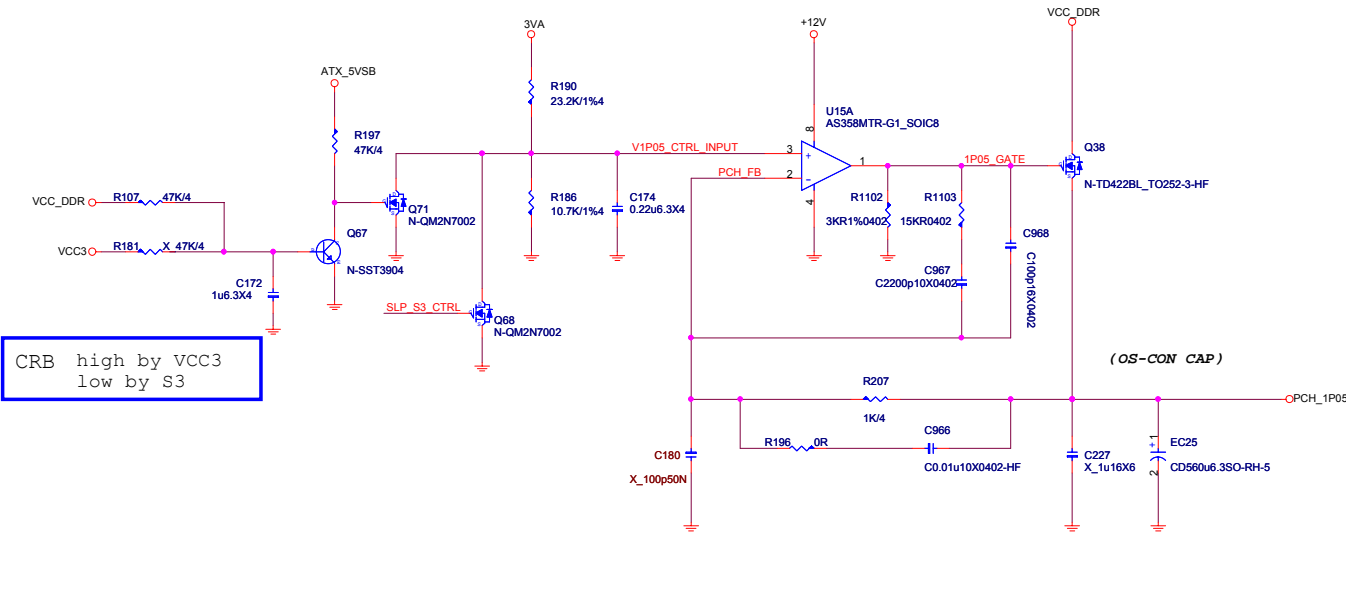 VCC_DDR
+12V
3VA
ATX_5VSB
R190
23.2K/1%4
U15A
AS358MTR-G1_SOIC8
8
R197
47K/4
V1P05_CTRL_INPUT
3
+
1
1P05_GATE
Q38
PCH_FB
2
-
N-TD422BL_TO252-3-HF
4
VCC_DDR
R107
47K/4
Q71
N-QM2N7002
R186
10.7K/1%4
C174
0.22u6.3X4
R1102
3KR1%0402
R1103
15KR0402
C968
C100p16X0402
VCC3
R181
X_47K/4
Q67
N-SST3904
C172
1u6.3X4
C967
C2200p10X0402
SLP_S3_CTRL
Q68
N-QM2N7002
CRB high by VCC3
low by S3
(OS-CON CAP)
R207
1K/4
PCH_1P05
R196
0R
C966
C0.01u10X0402-HF
C180
X_100p50N
C227
X_1u16X6
+
1
2
EC25
CD560u6.3SO-RH-5